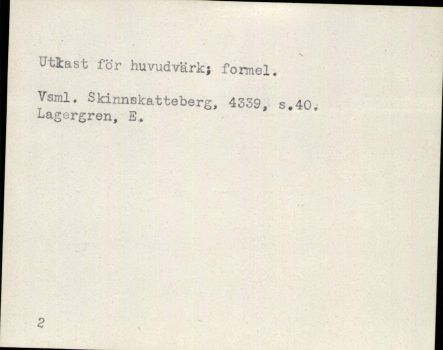 Utkast för huvudvärk; formel.
Vsml. Skinnskatteberg, 4339, s.40.
Lagergren, E.
2